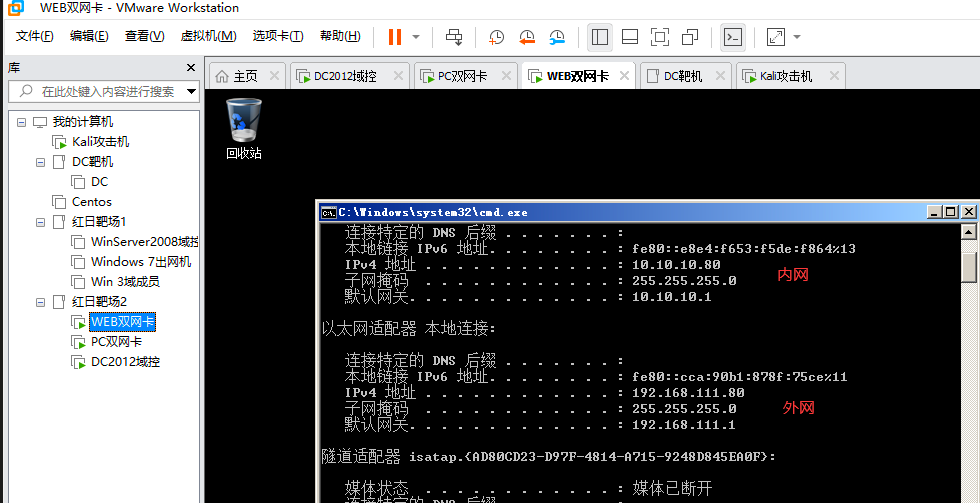 WEB双网卡 - VMware Workstation
文件(F) 编辑(E) 查看(V) 虚拟机(M) 选项卡(T) 帮助(H)
库
在此处键入内容进行搜索
主页 DC2012域控 PC双网卡 WEB双网卡 DC靶机 Kali攻击机
我的计算机
Kali攻击机
DC靶机
DC
Centos
红日靶场1
WinServer2008域控
Windows 7出网机
Win 3域成员
红日靶场2
WEB双网卡
PC双网卡
DC2012域控
回收站
C:\Windows\system32\cmd.exe
连接特定的 DNS 后缀 . . . . . . . :
本地链接 IPv6 地址. . . . . . . . : fe80::e8e4:f653:f5de:f864%13
IPv4 地址 . . . . . . . . . . . . : 10.10.10.80
子网掩码 . . . . . . . . . . . . : 255.255.255.0
默认网关. . . . . . . . . . . . . : 10.10.10.1
内网
以太网适配器 本地连接:
连接特定的 DNS 后缀 . . . . . . . :
本地链接 IPv6 地址. . . . . . . . : fe80::cca:90b1:878f:75ce%11
IPv4 地址 . . . . . . . . . . . . : 192.168.111.80
子网掩码 . . . . . . . . . . . . : 255.255.255.0
默认网关. . . . . . . . . . . . . : 192.168.111.1
外网
隧道适配器 isatap.{AD80CD23-D97F-4814-A715-9248D845EA0F}:
媒体状态 . . . . . . . . . . . . : 媒体已断开
连接特定的 DNS 后缀 . . . . . . . :